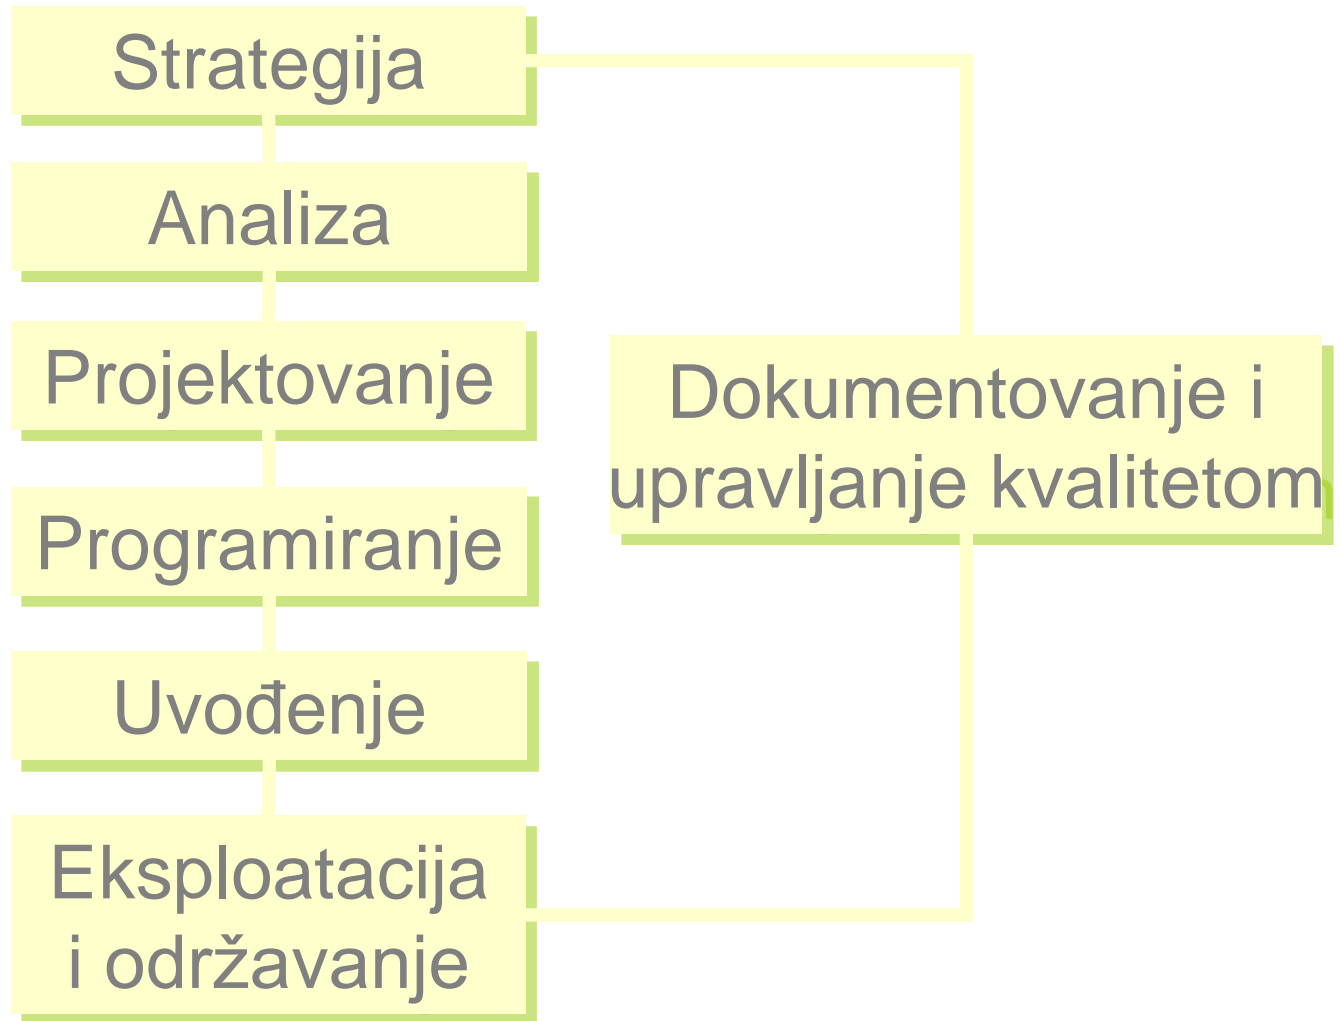 Strategija
Analiza
Projektovanje
Programiranje
Uvođenje
Eksploatacija
i održavanje
Dokumentovanje i
upravljanje kvalitetom